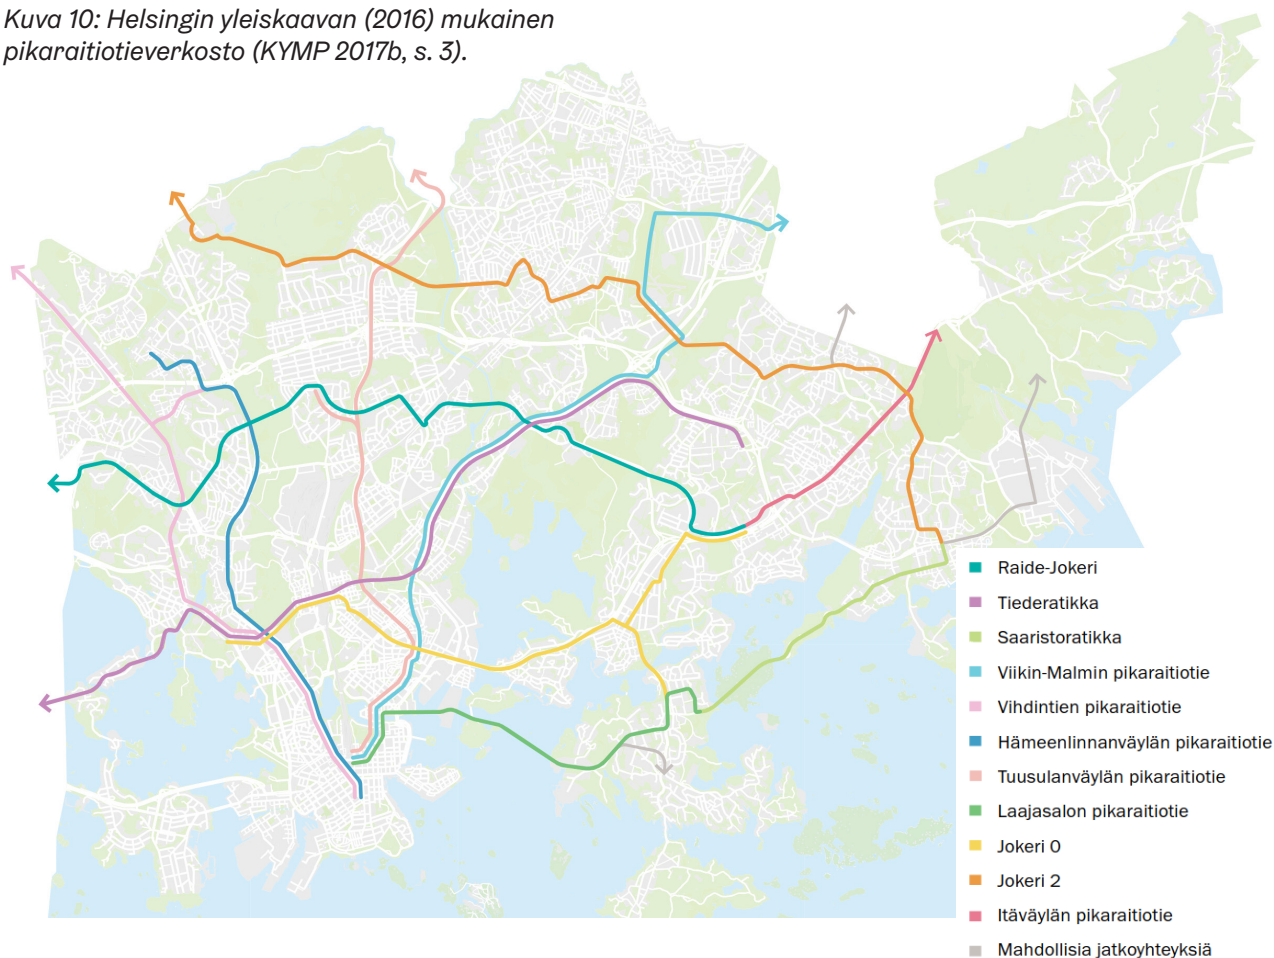 Kuva 10: Helsingin yleiskaavan (2016) mukainen
pikaraitiotieverkosto (KYMP 2017b, s. 3).
Raide-Jokeri
Tiederatikka
Saaristoratikka
Viikin-Malmin pikaraitiotie
Vihdintien pikaraitiotie
Hämeenlinnanväylän pikaraitiotie
Tuusulanväylän pikaraitiotie
Laajasalon pikaraitiotie
Jokeri 0
Jokeri 2
Itäväylän pikaraitiotie
Mahdollisia jatkoyhteyksiä